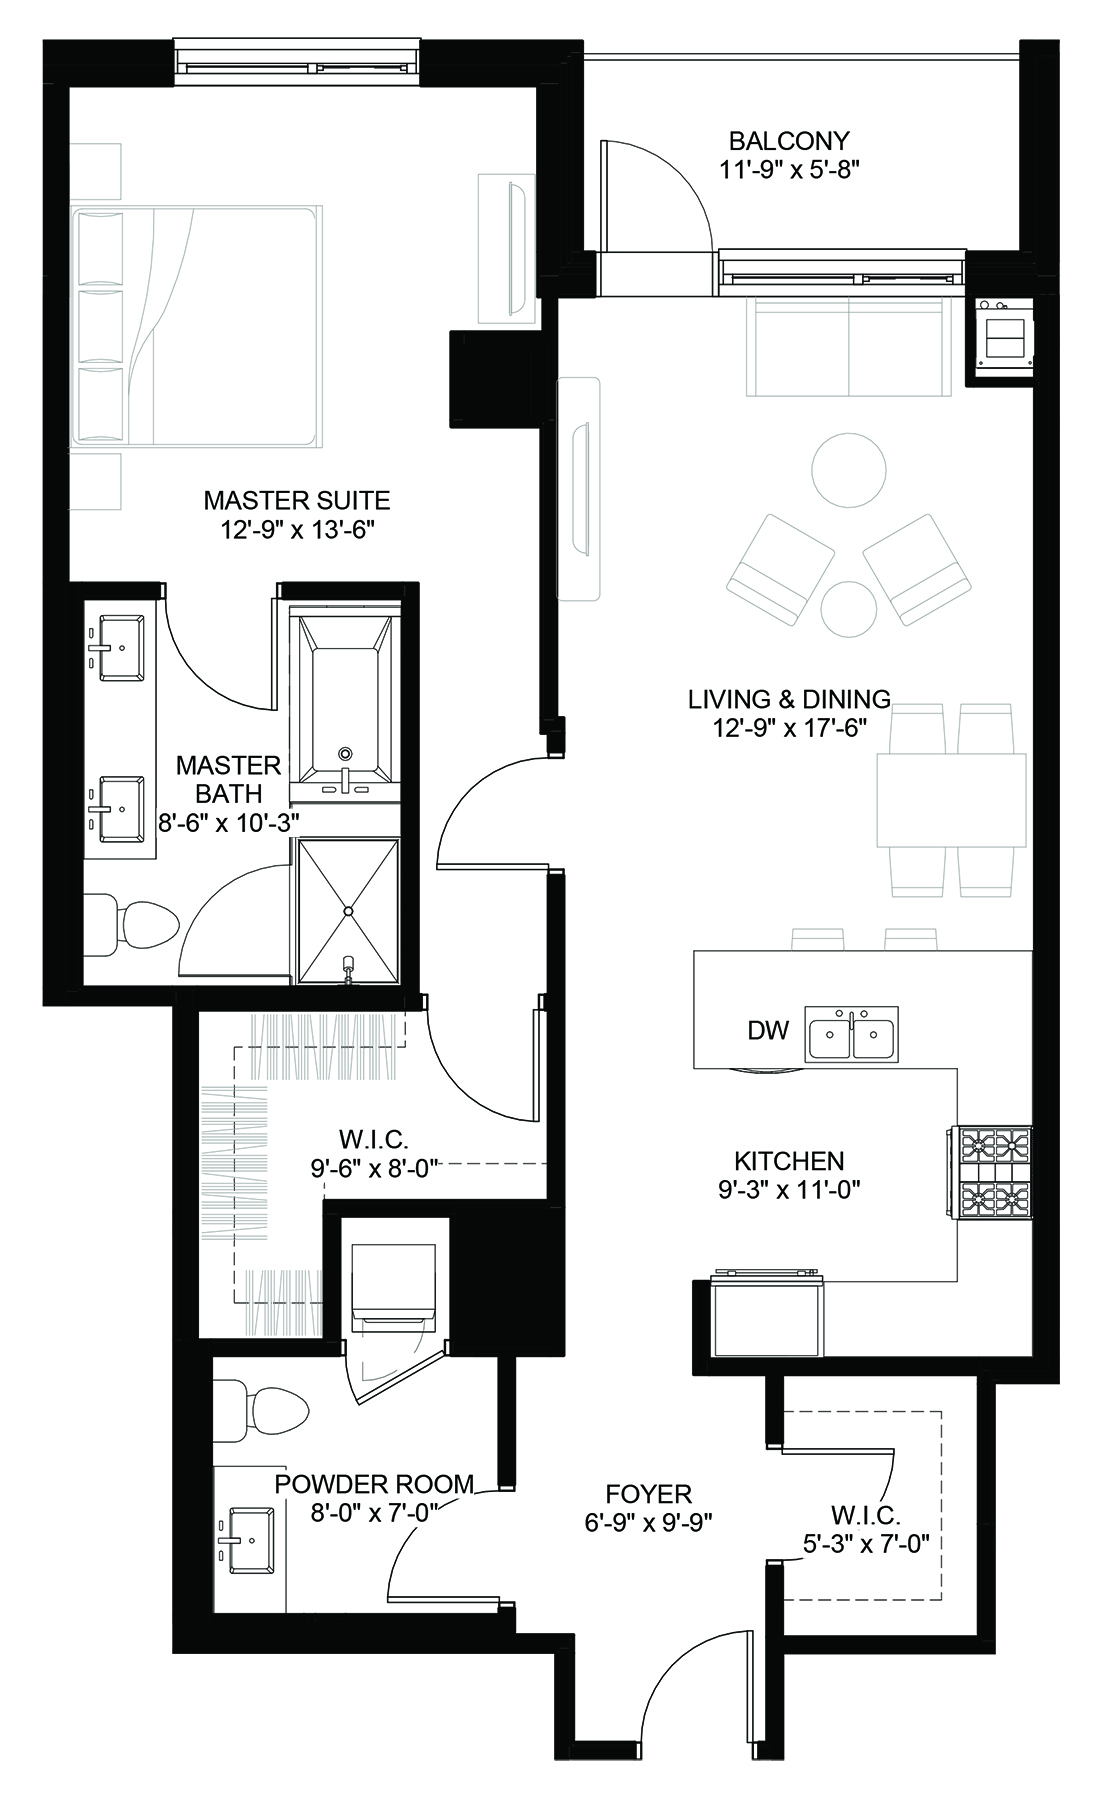 BALCONY
11'-9" x 5'-8"
MASTER SUITE
12'-9" x 13'-6"
LIVING & DINING
12'-9" x 17'-6"
MASTER
BATH
8'-6" x 10'-3"
DW
W.I.C.
9'-6" x 8'-0"
KITCHEN
9'-3" x 11'-0"
POWDER ROOM
8'-0" x 7'-0"
FOYER
6'-9" x 9'-9"
W.I.C.
5'-3" x 7'-0"